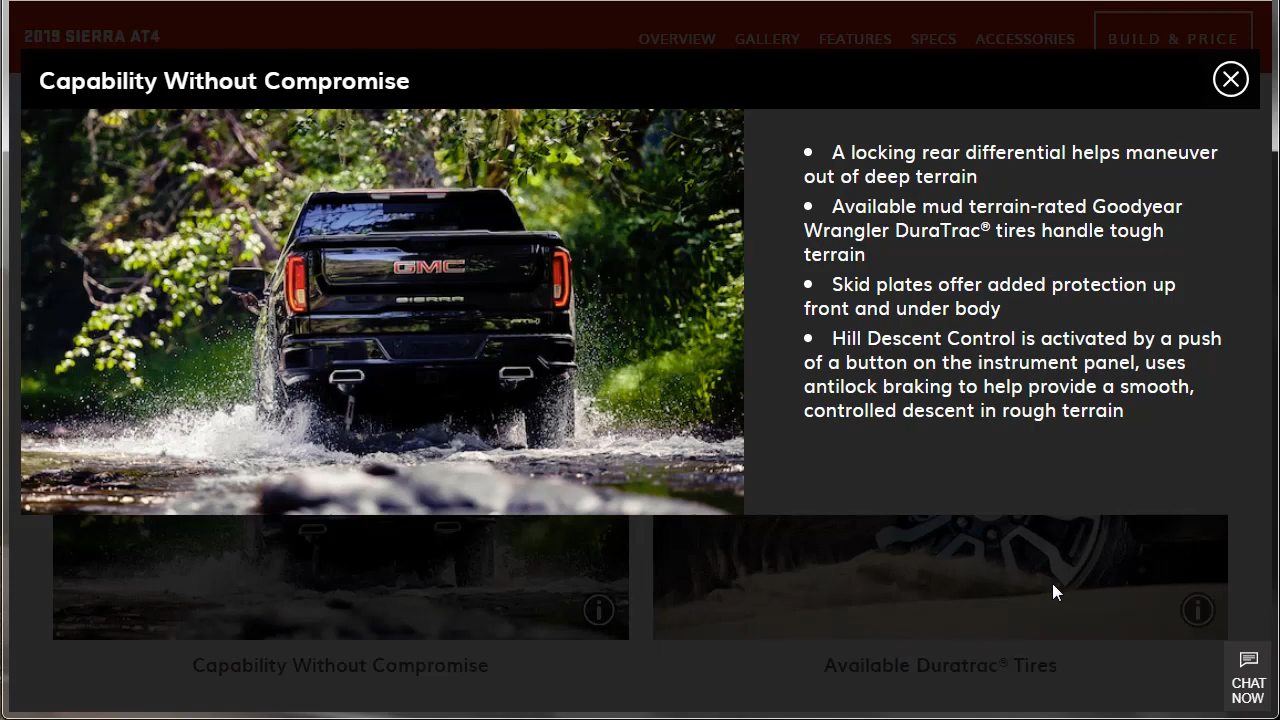 2019 SIERRA AT4
OVERVIEW GALLERY FEATURES SPECS ACCESSORIES BUILD & PRICE
Capability Without Compromise
GMC
SIERRA
AT4
• A locking rear differential helps maneuver
out of deep terrain
• Available mud terrain-rated Goodyear
Wrangler DuraTrac® tires handle tough
terrain
• Skid plates offer added protection up
front and under body
• Hill Descent Control is activated by a push
of a button on the instrument panel, uses
antilock braking to help provide a smooth,
controlled descent in rough terrain
Capability Without Compromise
Available Duratrac® Tires
CHAT
NOW